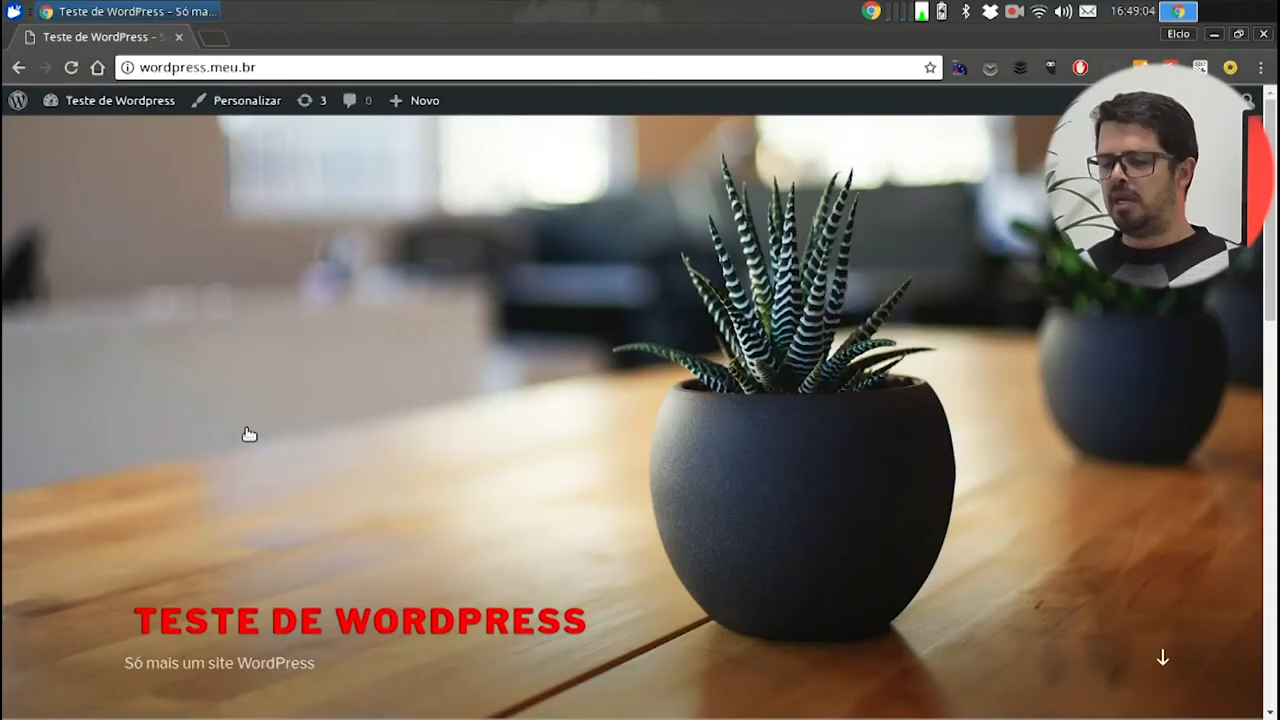 Teste de WordPress – Só ma...
16:49:04
Teste de WordPress – S
Elcio
wordpress.meu.br
Teste de Wordpress
Personalizar
3
0
Novo
TESTE DE WORDPRESS
Só mais um site WordPress